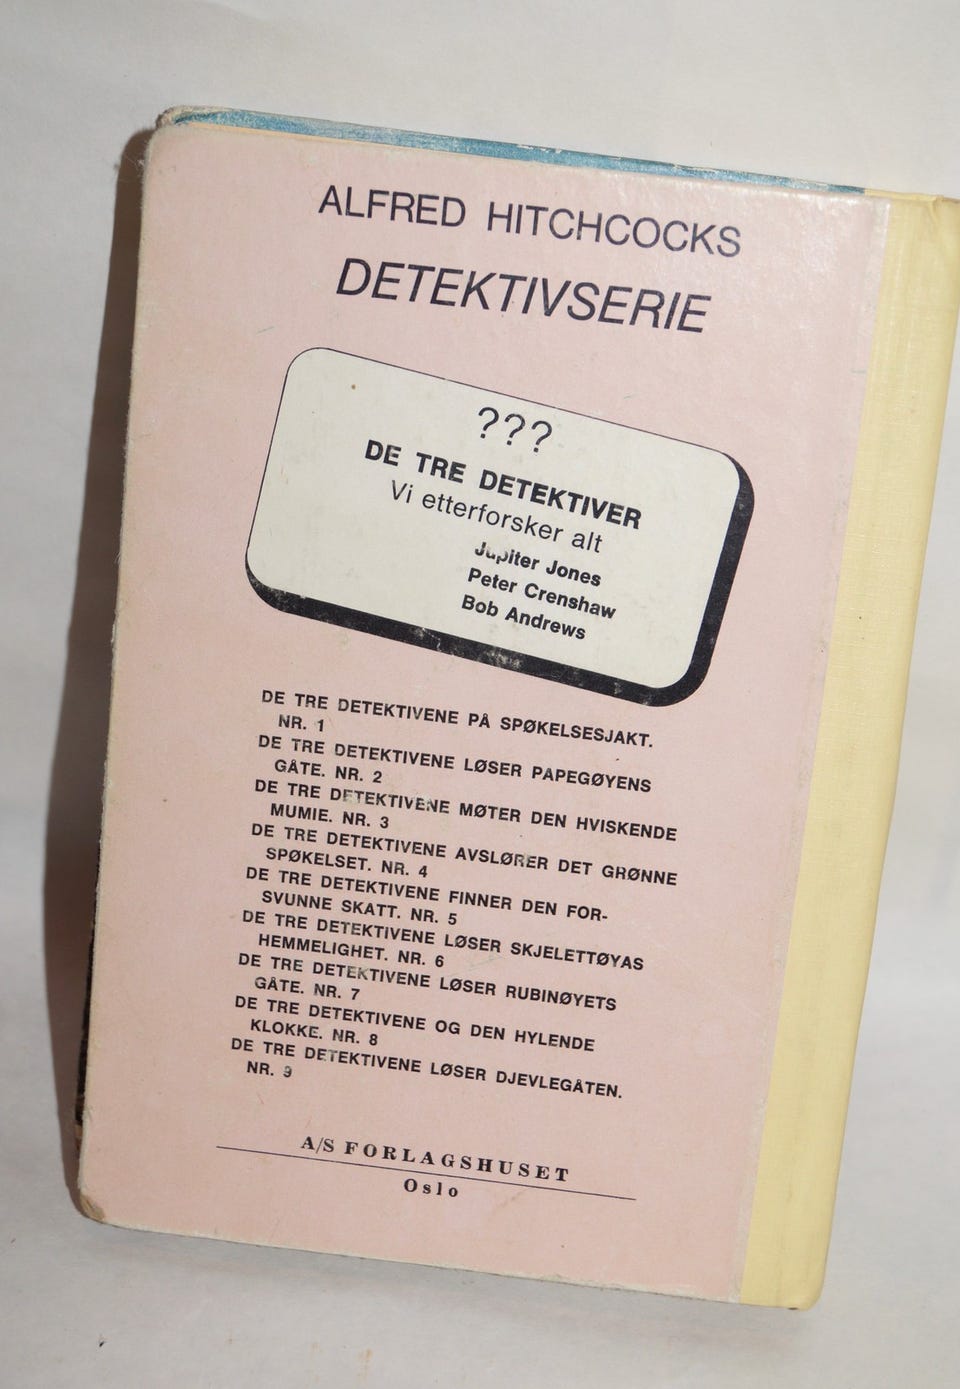 ALFRED HITCHCOCKS
DETEKTIVSERIE
???
DE TRE DETEKTIVER
Vi etterforsker alt
Jupiter Jones
Peter Crenshaw
Bob Andrews
DE TRE DETEKTIVENE PÅ SPØKELSESJAKT.
NR. 1
DE TRE DETEKTIVENE LØSER PAPEGØYENS
GÅTE. NR. 2
DE TRE DETEKTIVENE MØTER DEN HVISKENDE
MUMIE. NR. 3
DE TRE DETEKTIVENE AVSLØRER DET GRØNNE
SPØKELSET. NR. 4
DE TRE DETEKTIVENE FINNER DEN FOR-
SVUNNE SKATT. NR. 5
DE TRE DETEKTIVENE LØSER SKJELETTØYAS
HEMMELIGHET. NR. 6
DE TRE DETEKTIVENE LØSER RUBINØYETS
GÅTE. NR. 7
DE TRE DETEKTIVENE OG DEN HYLENDE
KLOKKE. NR. 8
DE TRE DETEKTIVENE LØSER DJEVLEGÅTEN.
NR. 9
A/S FORLAGSHUSET
Oslo